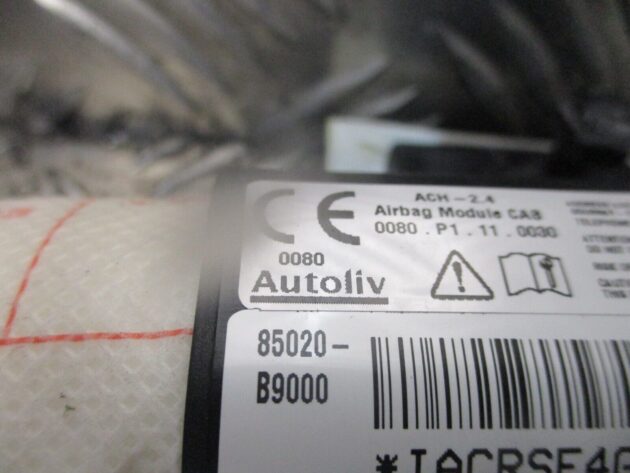 CE
ACH-2.4
Airbag Module CAB
0080 . P1 . 11 . 0030
0080
Autoliv
85020-
B9000